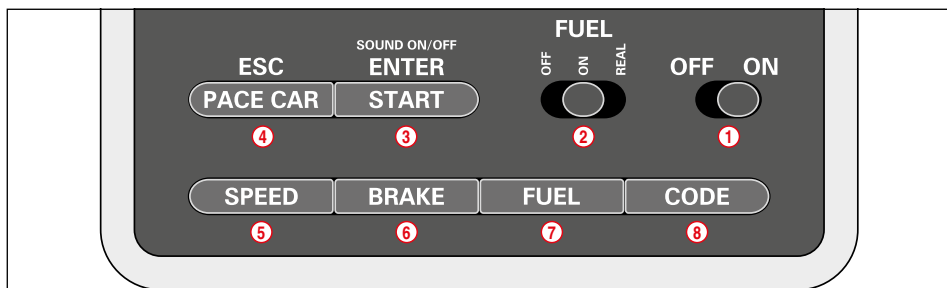 FUEL
SOUND ON/OFF
ESC ENTER OFF ON REAL OFF ON
PACE CAR START
4 3 2 1
SPEED BRAKE FUEL CODE
5 6 7 8